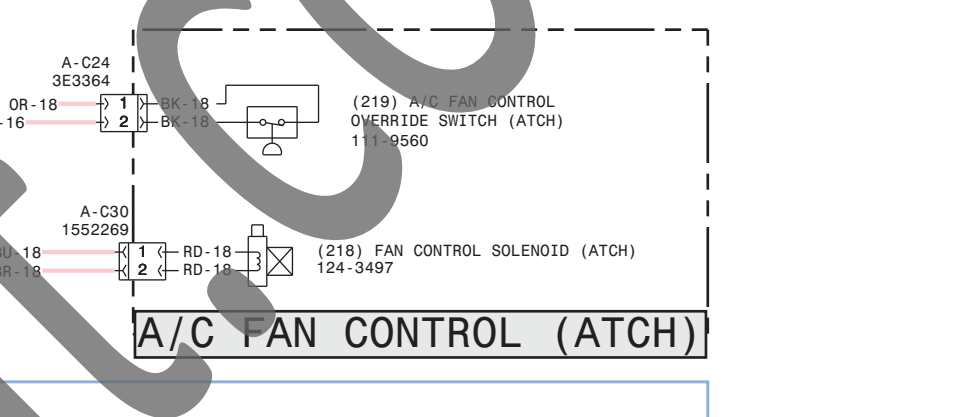 A-C24
3E3364
OR-18 1 BK-18
-16 2 BK-18
(219) A/C FAN CONTROL
OVERRIDE SWITCH (ATCH)
111-9560
A-C30
1552269
U-18 1 RD-18
R-18 2 RD-18
(218) FAN CONTROL SOLENOID (ATCH)
124-3497
A/C FAN CONTROL (ATCH)